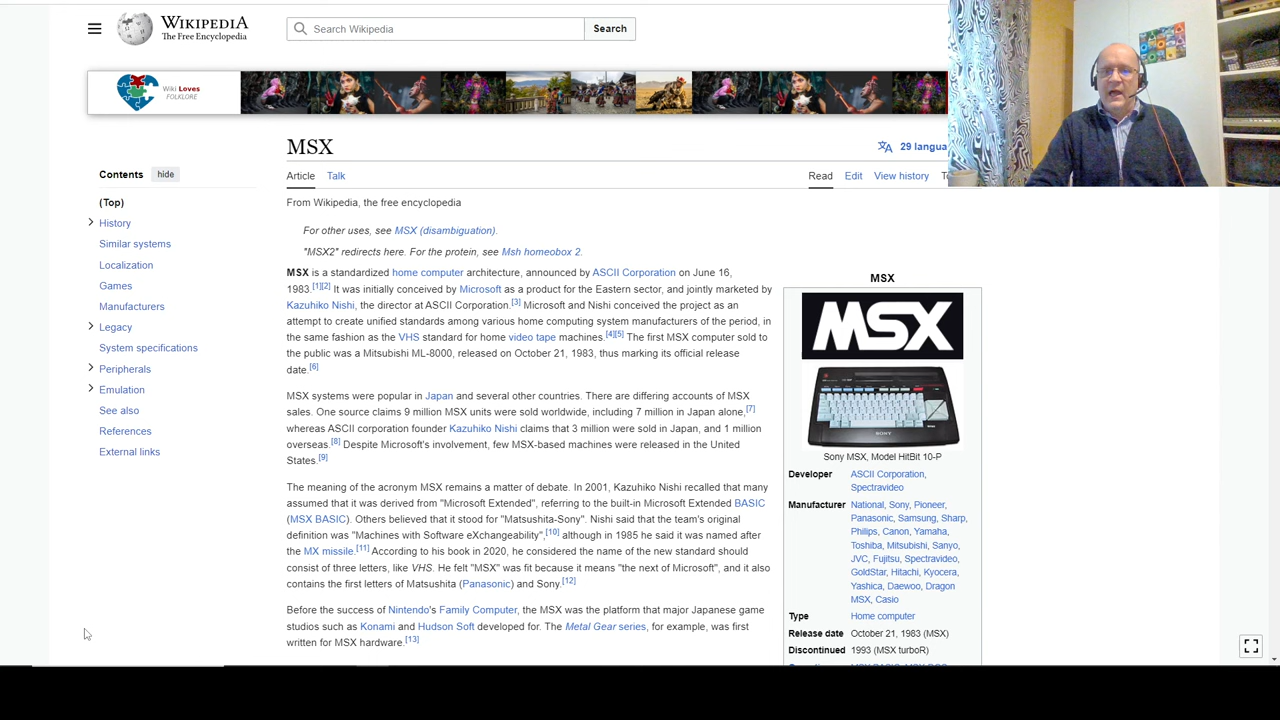 WIKIPEDIA
The Free Encyclopedia
Search Wikipedia
Search
Wiki Loves
FOLKLORE
MSX
29 langua
Contents hide
Article Talk
Read Edit View history
(Top)
History
Similar systems
Localization
Games
Manufacturers
Legacy
System specifications
Peripherals
Emulation
See also
References
External links
From Wikipedia, the free encyclopedia
For other uses, see MSX (disambiguation).
"MSX2" redirects here. For the protein, see Msh homeobox 2.
MSX is a standardized home computer architecture, announced by ASCII Corporation on June 16,
1983.[1][2] It was initially conceived by Microsoft as a product for the Eastern sector, and jointly marketed by
Kazuhiko Nishi, the director at ASCII Corporation.[3] Microsoft and Nishi conceived the project as an
attempt to create unified standards among various home computing system manufacturers of the period, in
the same fashion as the VHS standard for home video tape machines.[4][5] The first MSX computer sold to
the public was a Mitsubishi ML-8000, released on October 21, 1983, thus marking its official release
date.[6]
MSX systems were popular in Japan and several other countries. There are differing accounts of MSX
sales. One source claims 9 million MSX units were sold worldwide, including 7 million in Japan alone,[7]
whereas ASCII corporation founder Kazuhiko Nishi claims that 3 million were sold in Japan, and 1 million
overseas.[8] Despite Microsoft's involvement, few MSX-based machines were released in the United
States.[9]
The meaning of the acronym MSX remains a matter of debate. In 2001, Kazuhiko Nishi recalled that many
assumed that it was derived from "Microsoft Extended", referring to the built-in Microsoft Extended BASIC
(MSX BASIC). Others believed that it stood for "Matsushita-Sony". Nishi said that the team's original
definition was "Machines with Software eXchangeability",[10] although in 1985 he said it was named after
the MX missile.[11] According to his book in 2020, he considered the name of the new standard should
consist of three letters, like VHS. He felt "MSX" was fit because it means "the next of Microsoft", and it also
contains the first letters of Matsushita (Panasonic) and Sony.[12]
Before the success of Nintendo's Family Computer, the MSX was the platform that major Japanese game
studios such as Konami and Hudson Soft developed for. The Metal Gear series, for example, was first
written for MSX hardware.[13]
MSX
MSX
SONY
Sony MSX, Model HitBit 10-P
Developer ASCII Corporation,
Spectravideo
Manufacturer National, Sony, Pioneer,
Panasonic, Samsung, Sharp,
Philips, Canon, Yamaha,
Toshiba, Mitsubishi, Sanyo,
JVC, Fujitsu, Spectravideo,
GoldStar, Hitachi, Kyocera,
Yashica, Daewoo, Dragon
MSX, Casio
Type Home computer
Release date October 21, 1983 (MSX)
Discontinued 1993 (MSX turboR)